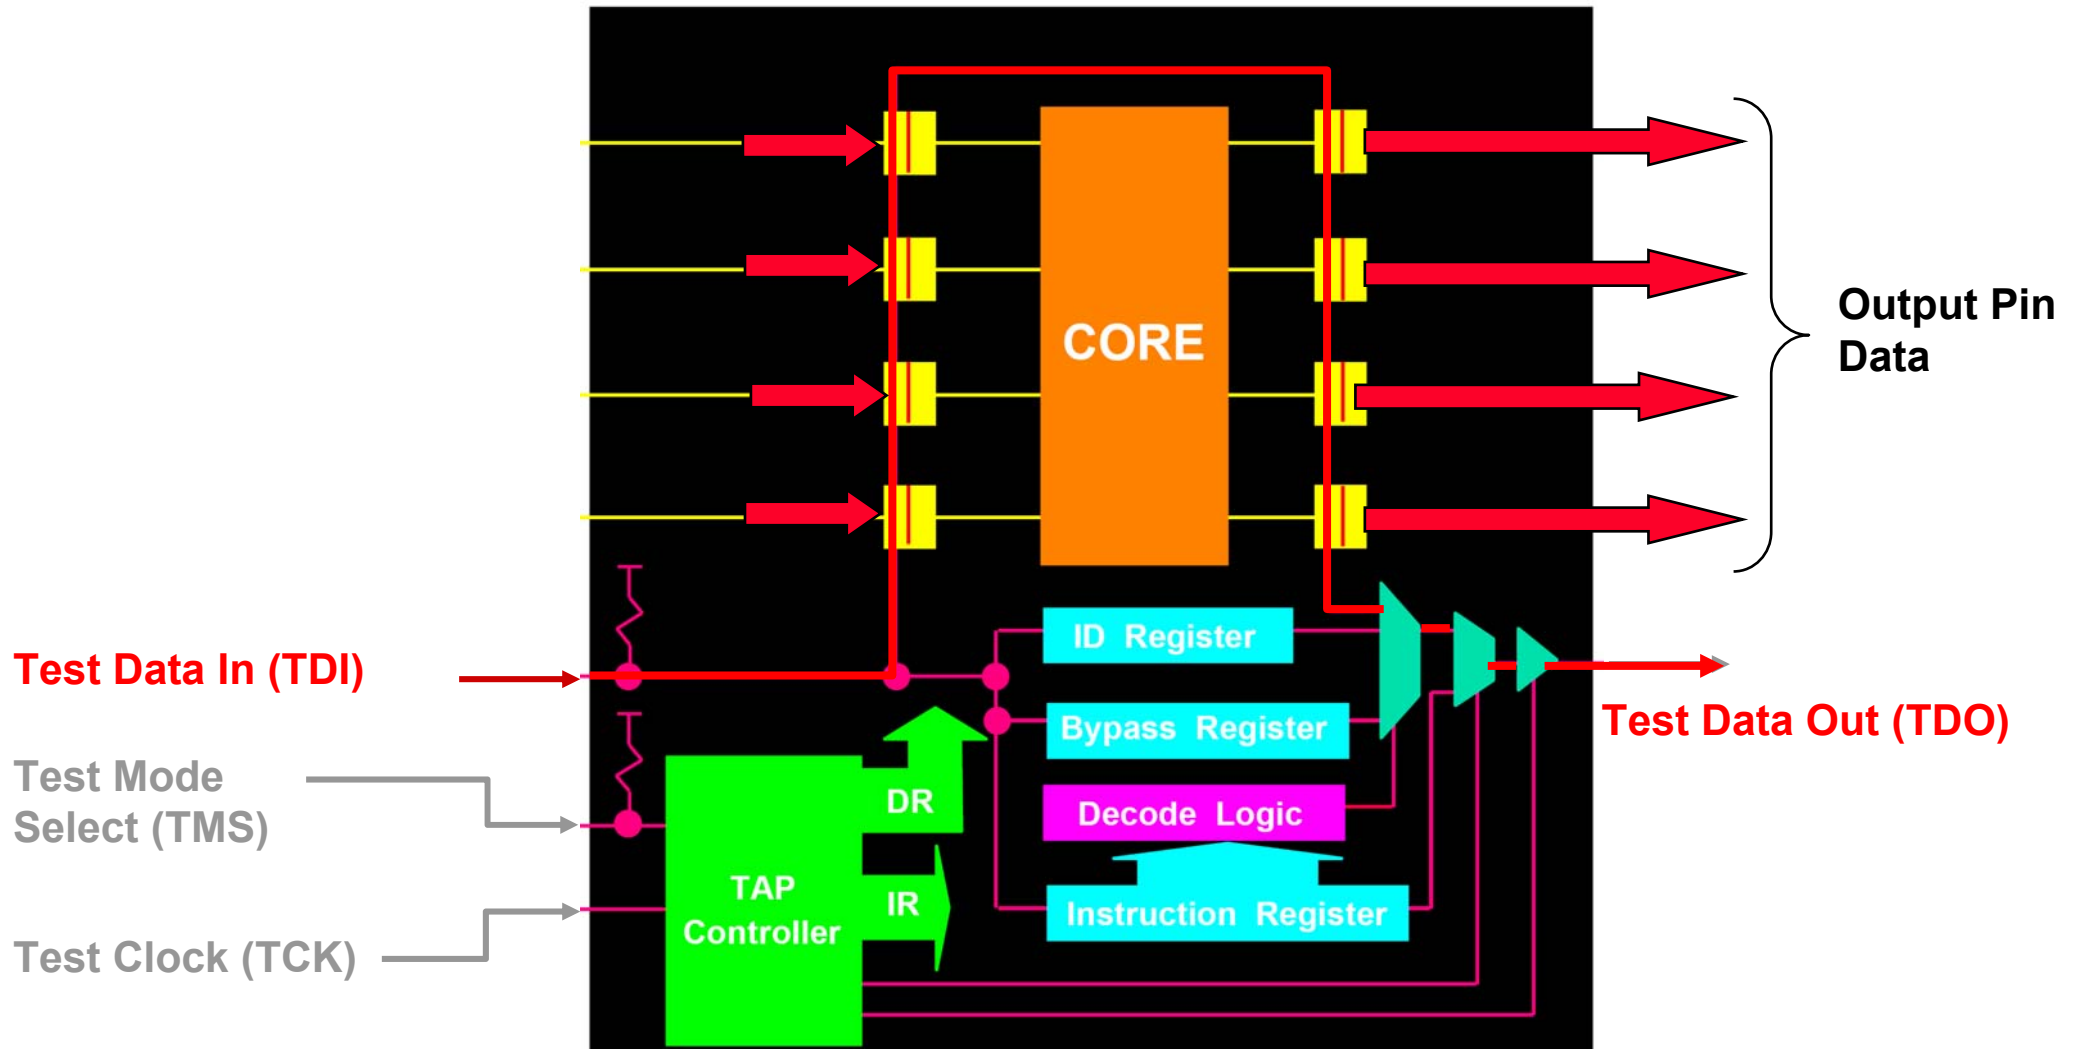 CORE
Output Pin
Data
ID Register
Test Data In (TDI)
Bypass Register
Test Data Out (TDO)
Test Mode
Select (TMS)
DR
Decode Logic
TAP
Controller
IR
Instruction Register
Test Clock (TCK)